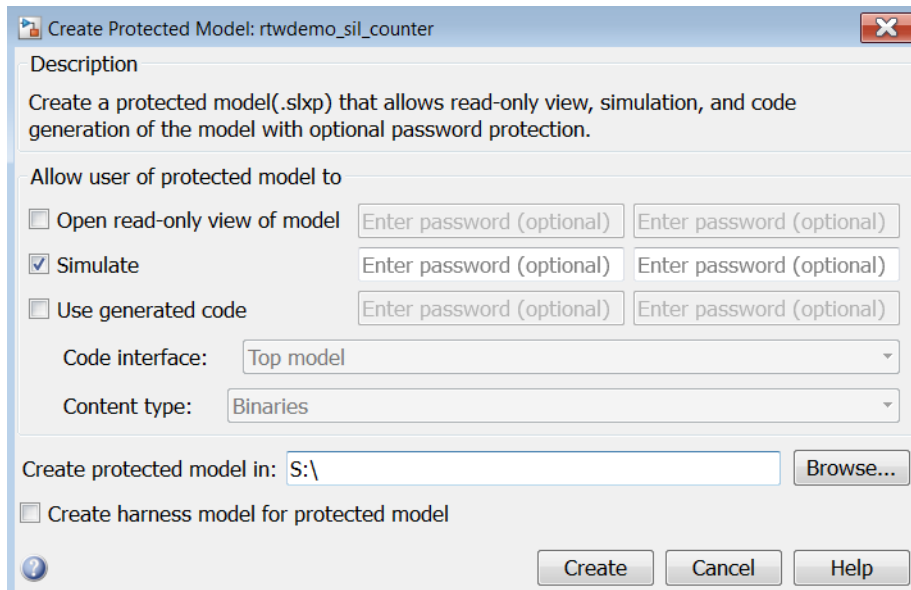 Create Protected Model: rtwdemo_sil_counter
Description
Create a protected model(.slxp) that allows read-only view, simulation, and code
generation of the model with optional password protection.
Allow user of protected model to
Open read-only view of model Enter password (optional) Enter password (optional)
Simulate Enter password (optional) Enter password (optional)
Use generated code Enter password (optional) Enter password (optional)
Code interface: Top model
Content type: Binaries
Create protected model in: S:\ Browse...
Create harness model for protected model
? Create Cancel Help